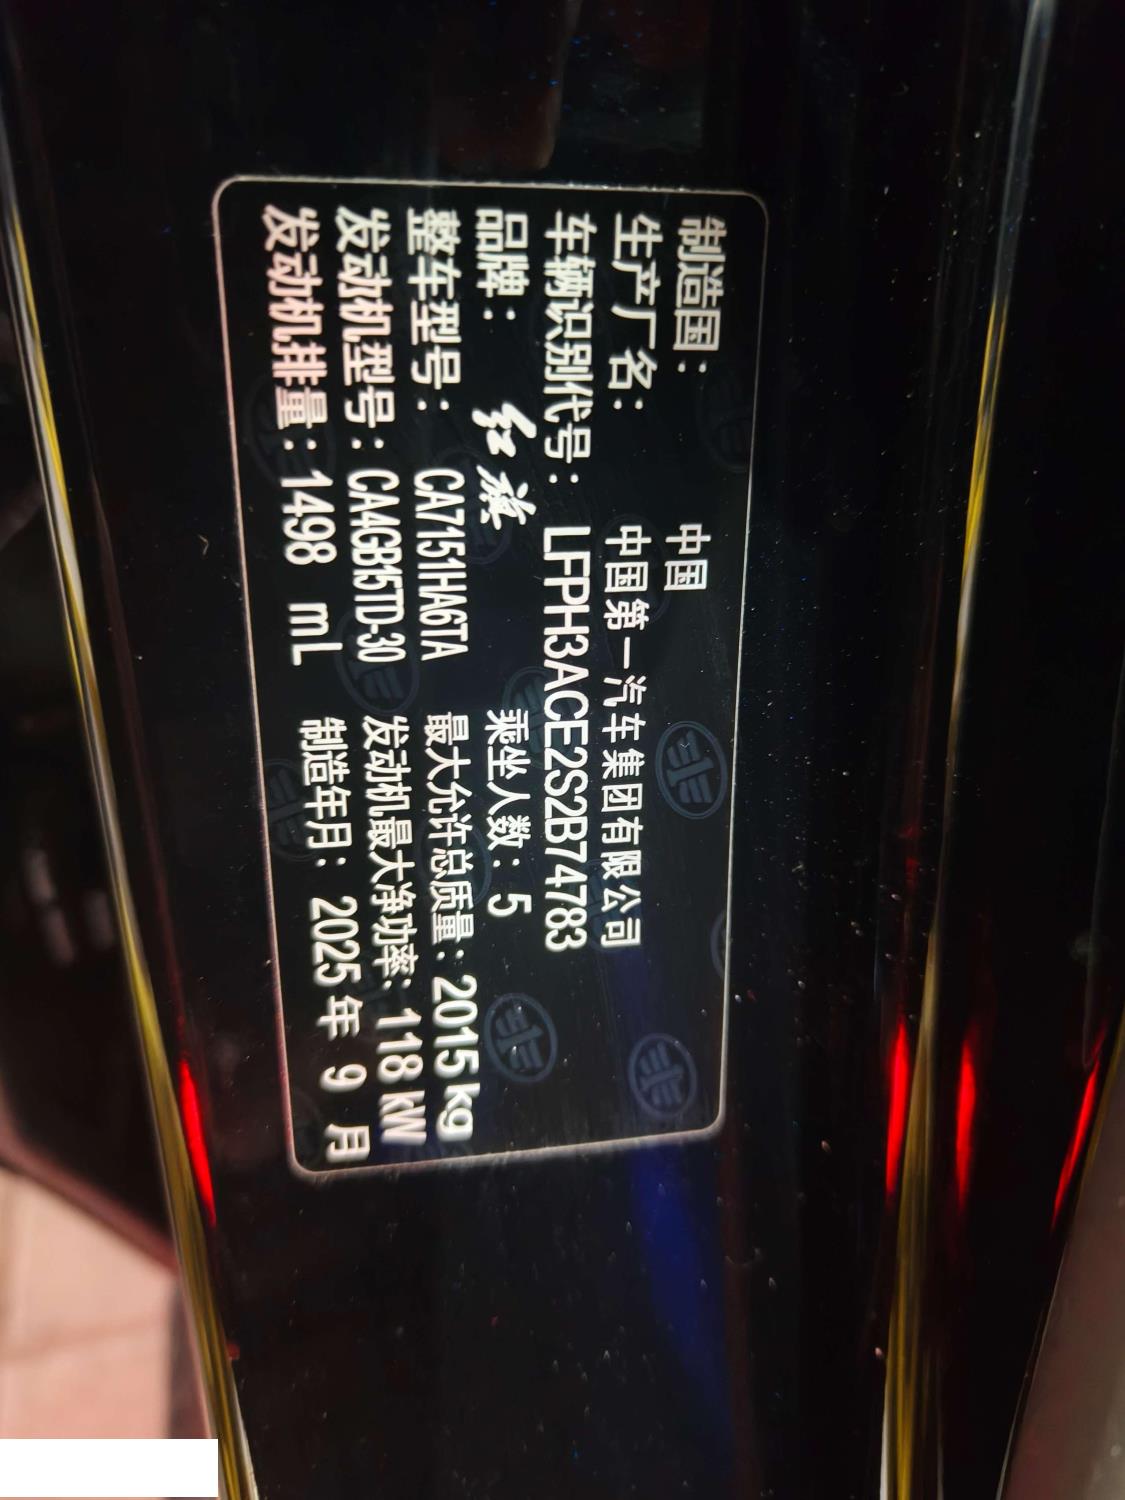 制造国： 中国
生产厂名： 中国第一汽车集团有限公司
车辆识别代号： LFPH3ACE2S2B74783
品牌： 红旗 乘坐人数：5
整车型号： CA7151HA6TA 最大允许总质量：2015kg
发动机型号：CA4GB15TD-30 发动机最大净功率：118kW
发动机排量：1498 mL 制造年月： 2025年 9 月